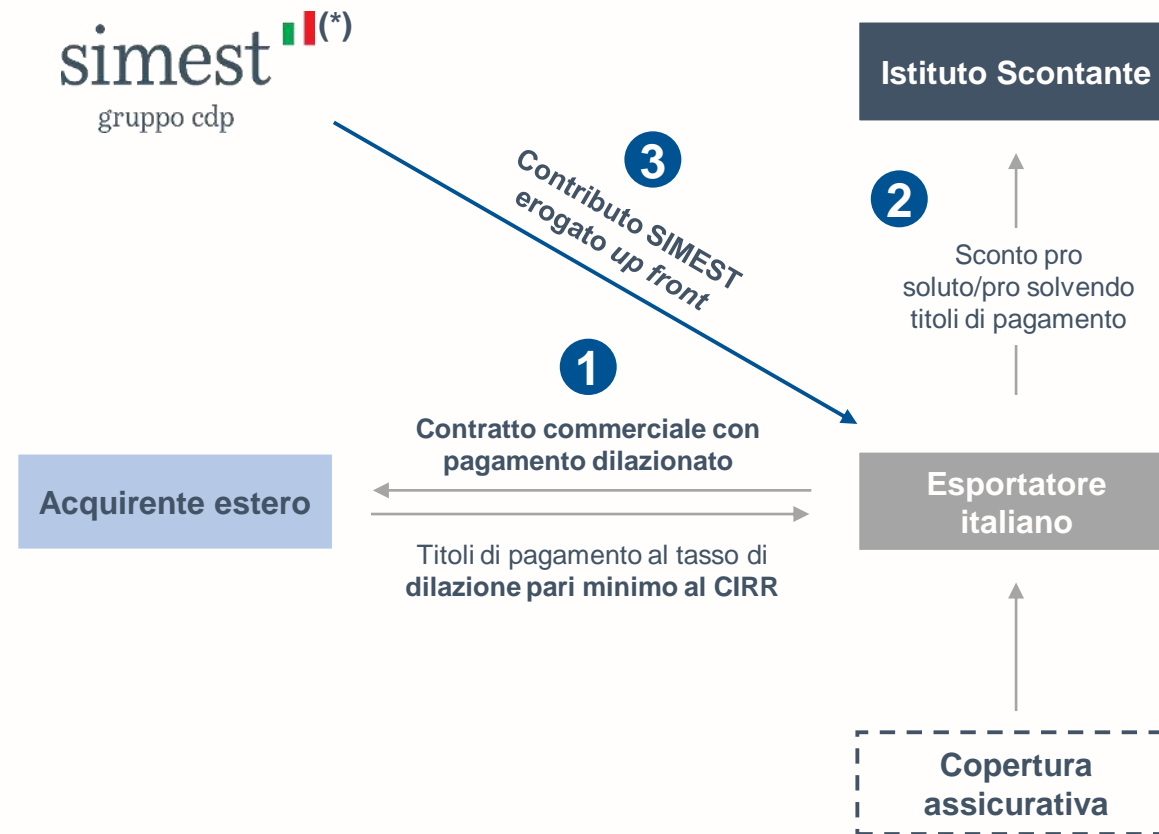 simest (*)
gruppo cdp
Istituto Scontante
3
Contributo SIMEST
erogato up front
2
Sconto pro
soluto/pro solvendo
titoli di pagamento
1
Contratto commerciale con
pagamento dilazionato
Acquirente estero
Esportatore
italiano
Titoli di pagamento al tasso di
dilazione pari minimo al CIRR
Copertura
assicurativa